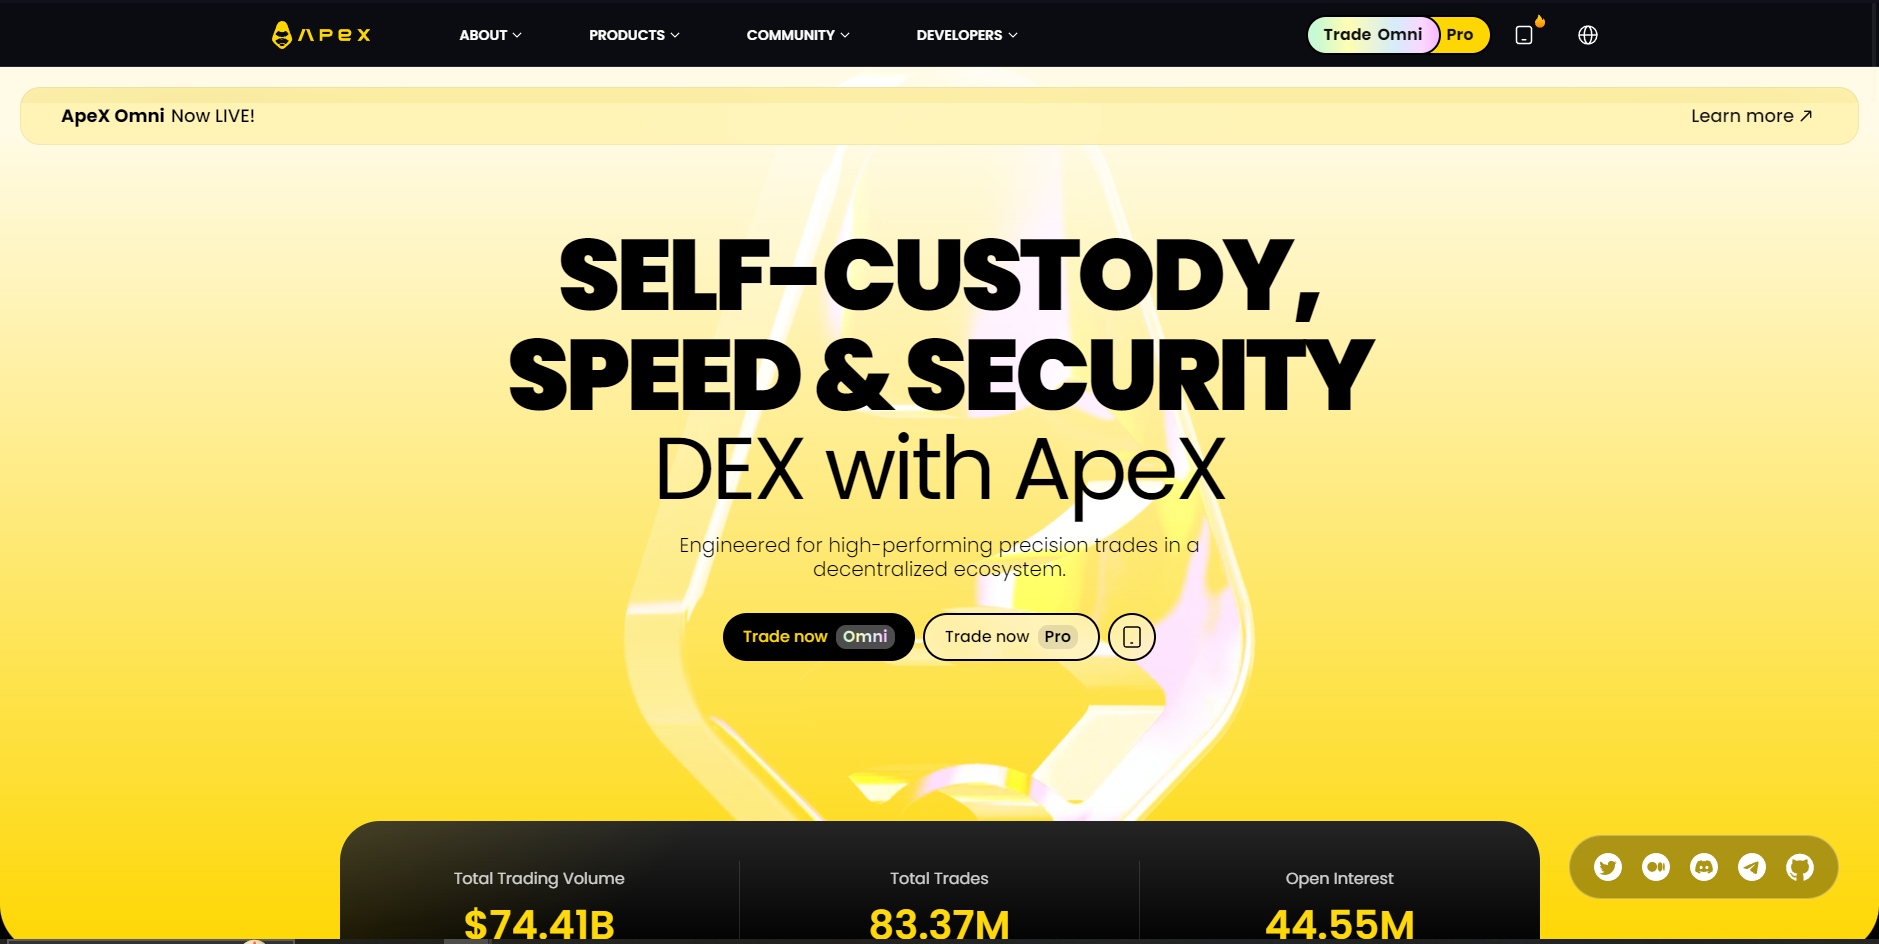 APEX
ABOUT
PRODUCTS
COMMUNITY
DEVELOPERS
Trade Omni
Pro
ApeX Omni Now LIVE!
Learn more
SELF-CUSTODY,
SPEED & SECURITY
DEX with ApeX
Engineered for high-performing precision trades in a
decentralized ecosystem.
Trade now Omni
Trade now Pro
Total Trading Volume
$74.41B
Total Trades
83.37M
Open Interest
44.55M